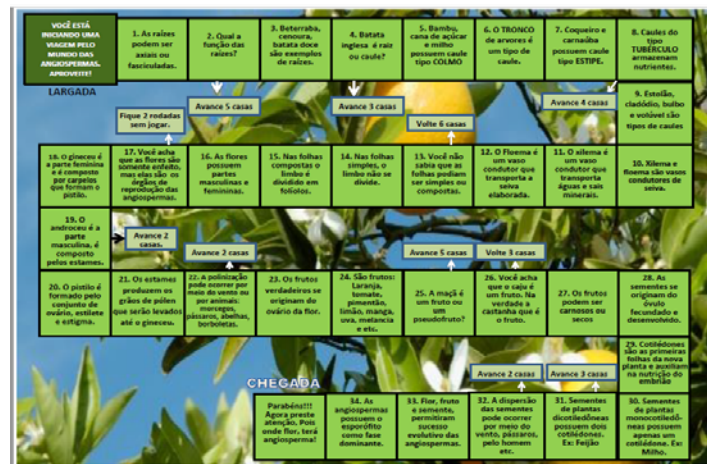 VOCÊ ESTÁ
INICIANDO UMA
VIAGEM PELO
MUNDO DAS
ANGIOSPERMAS.
APROVEITE!
1. As raízes
podem ser
axiais ou
fasciculadas.
2. Qual a
função das
raízes?
3. Beterraba,
cenoura,
batata doce
são exemplos
de raízes.
4. Batata
inglesa é raiz
ou caule?
5. Bambu,
cana de açúcar
e milho
possuem caule
tipo COLMO
6. O TRONCO
de arvores é
um tipo de
caule.
7. Coqueiro e
carnaúba
possuem caule
tipo ESTIPE.
8. Caules do
tipo
TUBÉRCULO
armazenam
nutrientes.
LARGADA
Fique 2 rodadas
sem jogar.
Avance 5 casas
Avance 3 casas
Volte 6 casas
Avance 4 casas
9. Estolão,
cladódio, bulbo
e volúvel são
tipos de caules
18. O gineceu é
a parte feminina
e é composto
por carpelos
que formam o
pistilo.
17. Você acha
que as flores são
somente enfeito,
mas elas são os
órgãos de
reprodução das
angiospermas.
16. As flores
possuem
partes
masculinas e
femininas.
15. Nas folhas
compostas o
limbo é
dividido em
folíolos.
14. Nas folhas
simples, o
limbo não se
divide.
13. Você não
sabia que as
folhas podiam
ser simples ou
compostas.
12. O Floema é
um vaso
condutor que
transporta a
seiva
elaborada.
11. O xilema é
um vaso
condutor que
transporta
águas e sais
minerais.
10. Xilema e
floema são vasos
condutores de
seiva.
19. O
androceu é a
parte
masculina, é
composto
pelos estames.
Avance 2
casas.
Avance 2 casas
Avance 5 casas
Volte 3 casas
20. O pistilo é
formado pelo
conjunto de
ovário, estilete
e estigma.
21. Os estames
produzem os
grãos de pólen
que serão levados
até o gineceu.
22. A polinização
pode ocorrer por
meio do vento ou
por animais:
morcegos,
pássaros, abelhas,
borboletas.
23. Os frutos
verdadeiros se
originam do
ovário da flor.
24. São frutos:
Laranja,
tomate,
pimentão,
limão, manga,
uva, melancia
e etc.
25. A maçã é
um fruto ou
um
pseudofruto?
26. Você acha
que o caju é um
fruto. Na
verdade a
castanha que é
o fruto.
27. Os frutos
podem ser
carnosos ou
secos
28. As
sementes se
originam do
óvulo
fecundado e
desenvolvido.
29. Cotilédones
são as primeiras
folhas da nova
planta e auxiliam
na nutrição do
embrião
Avance 2 casas
Avance 3 casas
CHEGADA
Parabéns!!!
Agora preste
atenção. Pois
onde flor, terá
angiosperma!
34. As
angiospermas
possuem o
esporófito
como fase
dominante.
33. Flor, fruto
e semente,
permitiram
sucesso
evolutivo das
angiospermas.
32. A dispersão
das sementes
pode ocorrer
por meio do
vento, pássaros,
pelo homem
etc.
31. Sementes
de plantas
dicotiledôneas
possuem dois
cotilédones.
Ex: Feijão
30. Sementes
de plantas
monocotiledô-
neas possuem
apenas um
cotilédone. Ex:
Milho.